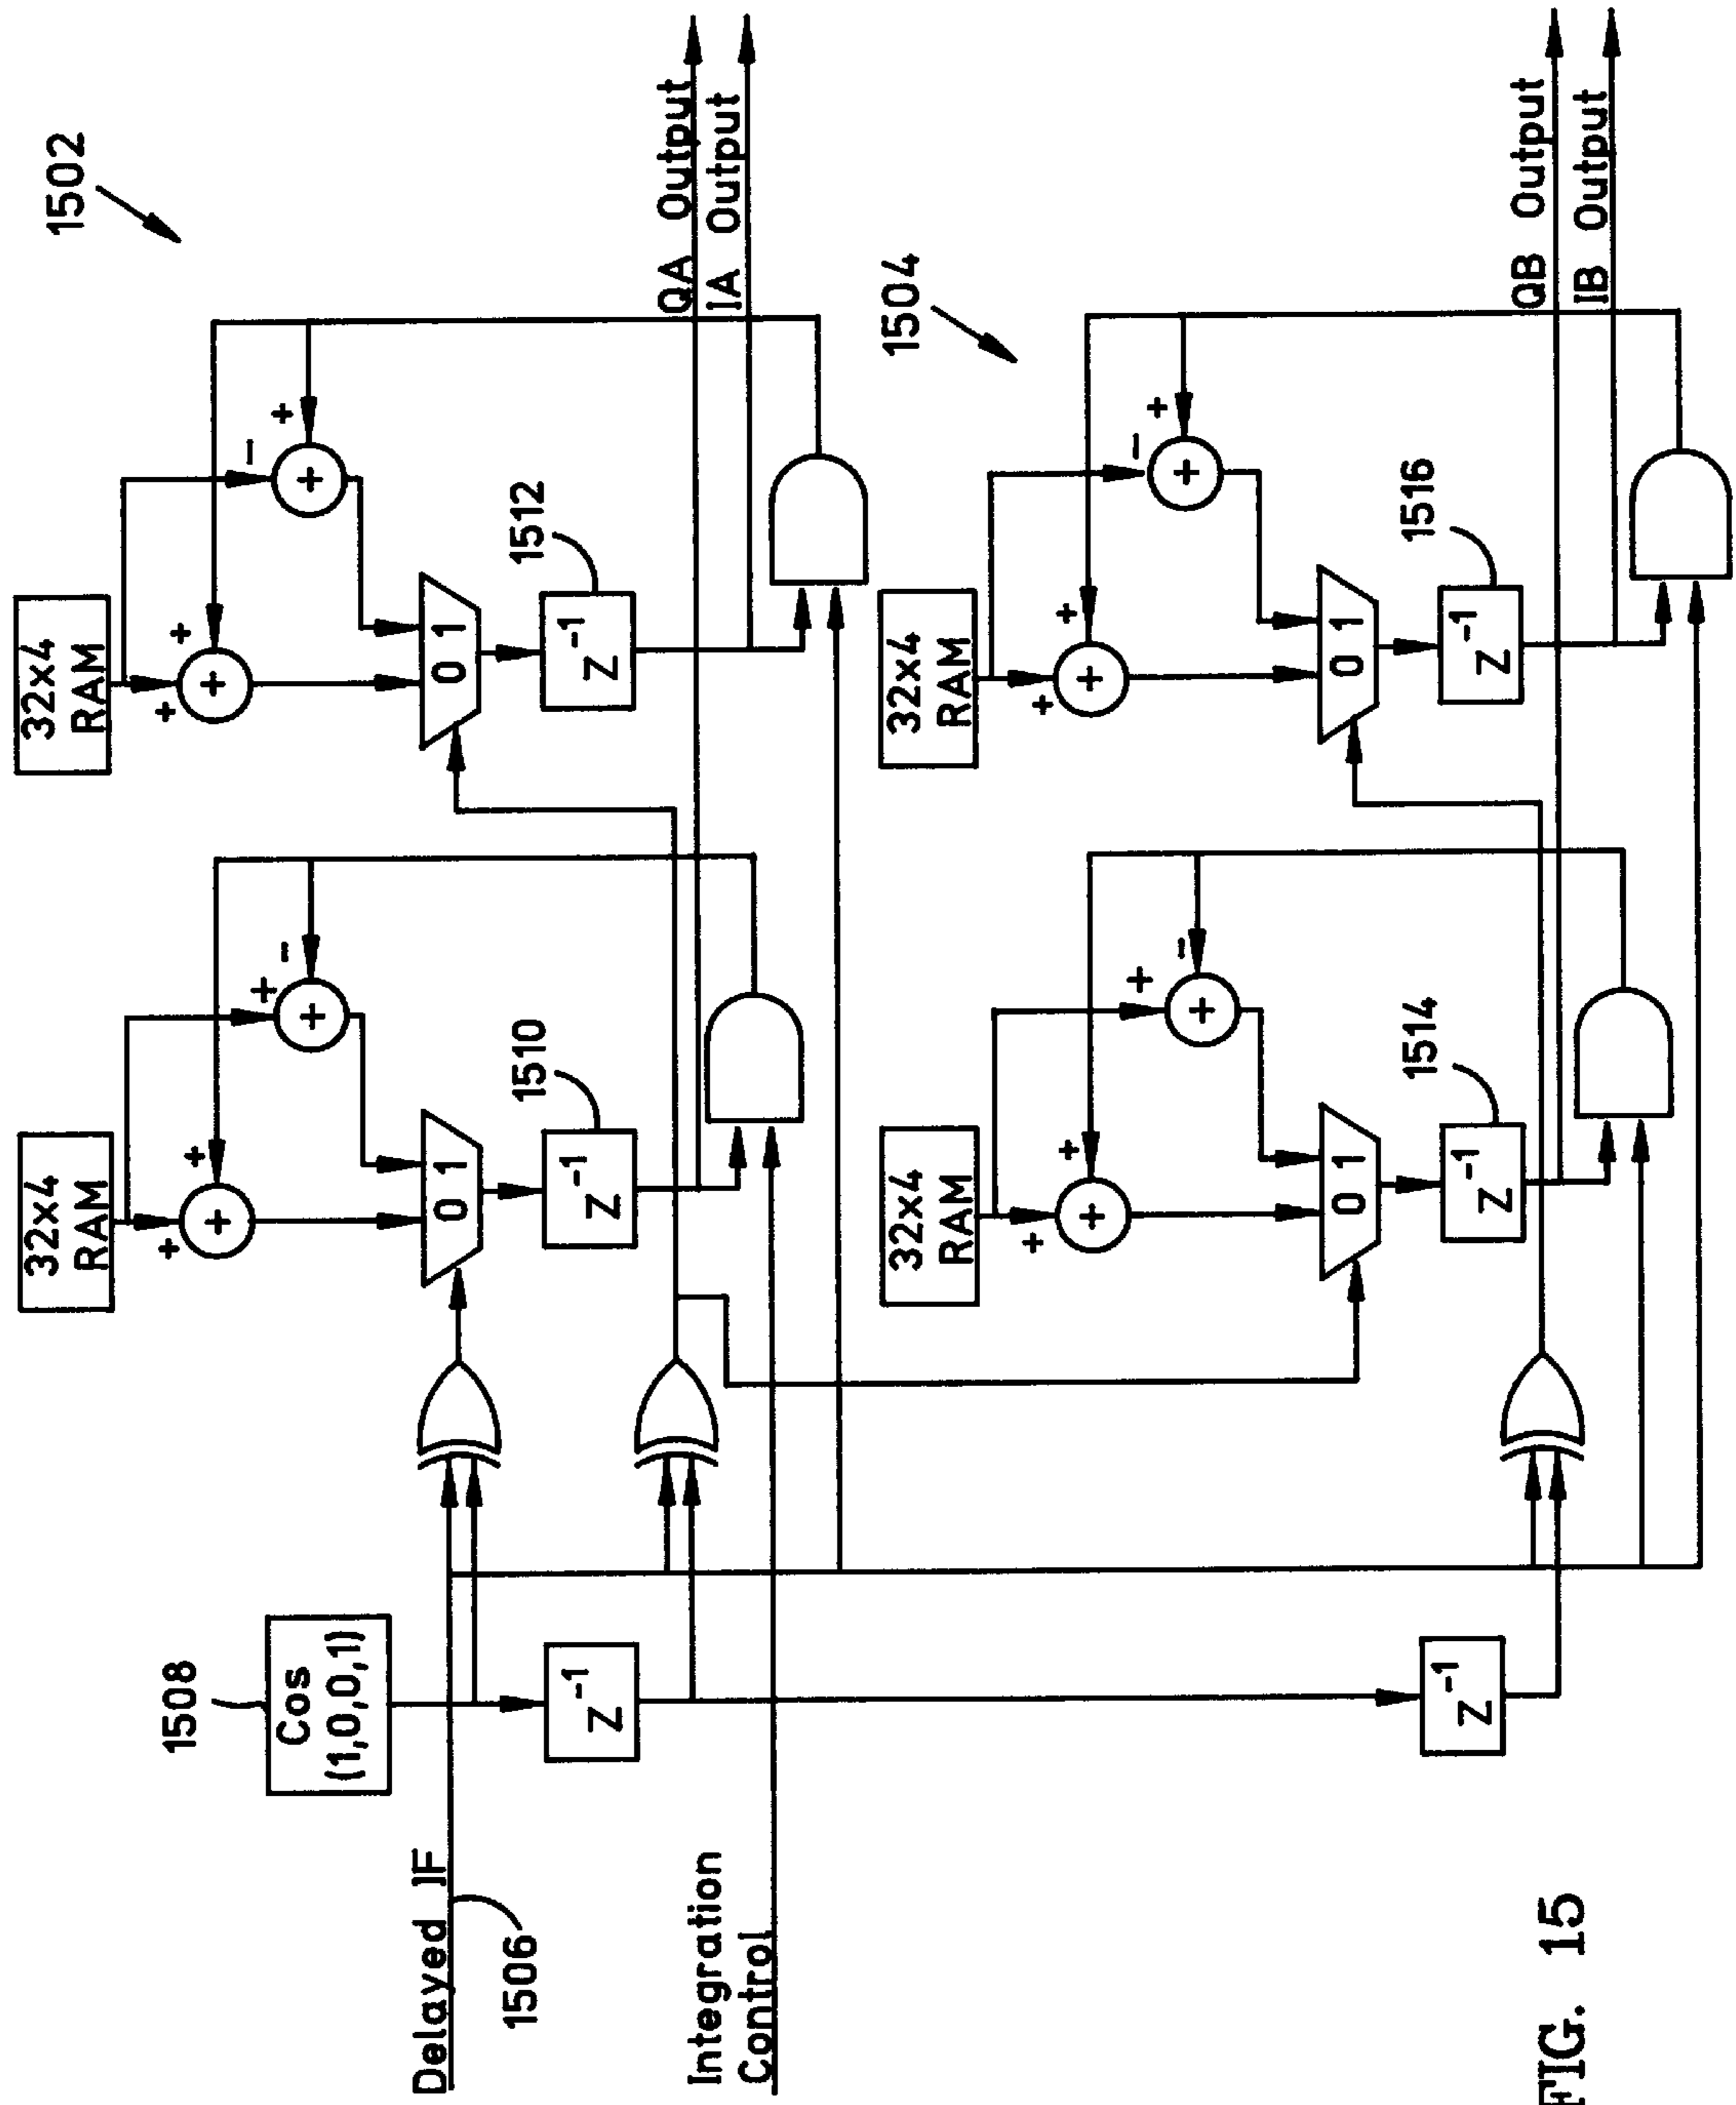 1502
32x4
RAM
+
+
+
+
-
+
0 1
z-1
1510
32x4
RAM
+
+
+
-
+
+
0 1
z-1
1512
QA Output
IA Output
1508
Cos
(1,0,0,1)
Delayed IF
1506
z-1
Integration
Control
1504
32x4
RAM
+
+
+
+
-
+
0 1
z-1
1514
32x4
RAM
+
+
+
-
+
+
0 1
z-1
1516
QB Output
IB Output
z-1
FIG. 15